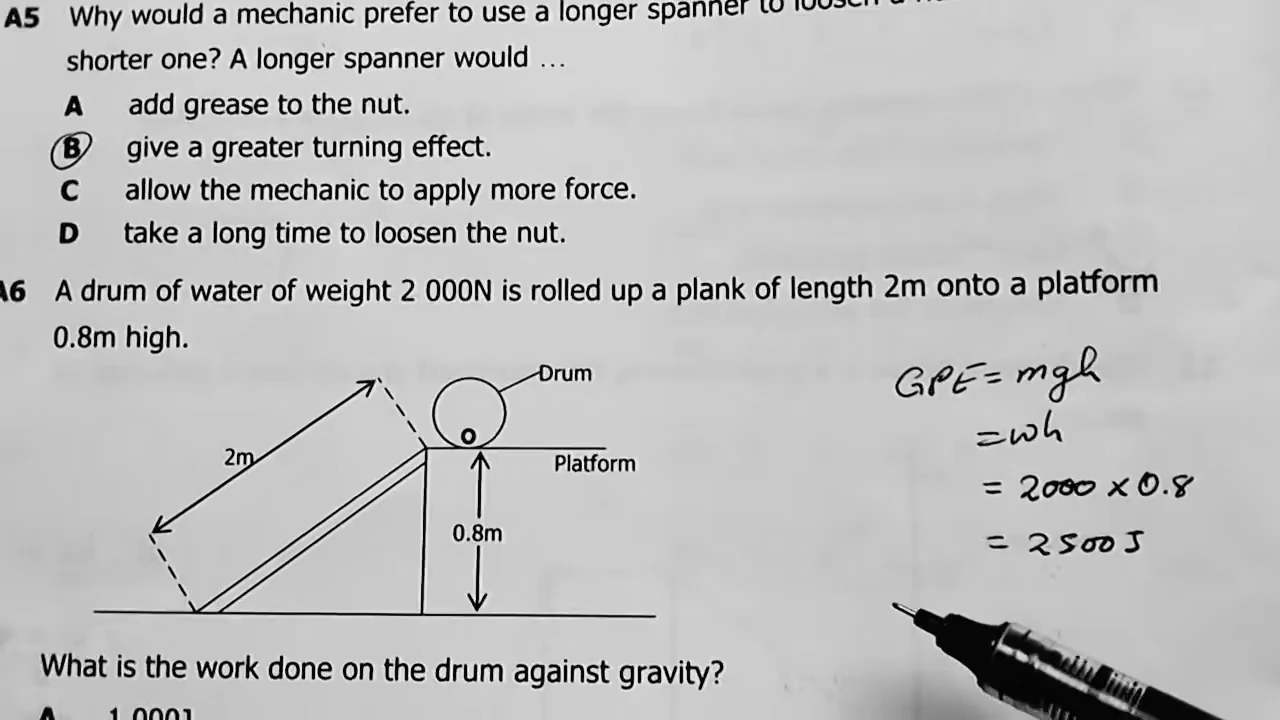 A5 Why would a mechanic prefer to use a longer spanner to loosen a
shorter one? A longer spanner would ...
A add grease to the nut.
B give a greater turning effect.
C allow the mechanic to apply more force.
D take a long time to loosen the nut.
A6 A drum of water of weight 2 000N is rolled up a plank of length 2m onto a platform
0.8m high.
Drum
2m
O
Platform
0.8m
GPE = mgh
= wh
= 2000 x 0.8
= 2500 J
What is the work done on the drum against gravity?
A 1 000J